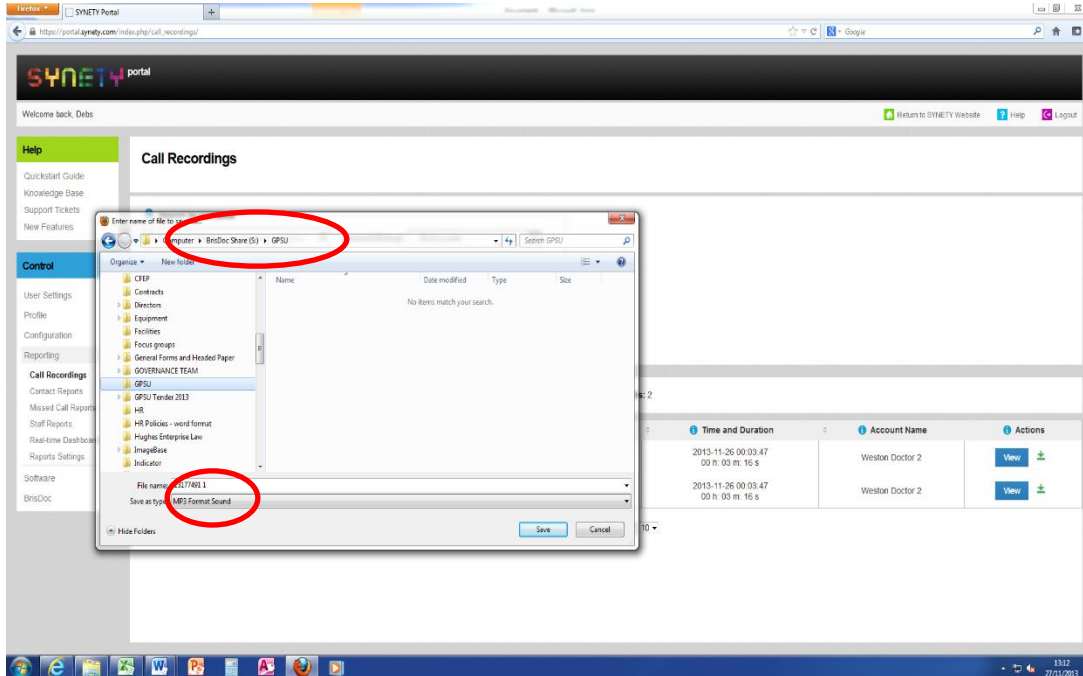 Firefox
SYNETY Portal
+
https://portal.synety.com/index.php/call_recordings/
Google
SYNETY portal
Welcome back, Debs
Return to SYNETY Website
? Help
Logout
Help
Quickstart Guide
Knowledge Base
Support Tickets
New Features
Control
User Settings
Profile
Configuration
Reporting
Call Recordings
Contact Reports
Missed Call Reports
Staff Reports
Real-time Dashboar
Reports Settings
Software
BrisDoc
Call Recordings
Enter name of file to
Computer
BrisDoc Share (S:)
GPSU
Search GPSU
Organize
New folder
Name
Date modified
Type
Size
No items match your search.
CFEP
Contracts
Directors
Equipment
Facilities
Focus groups
General Forms and Headed Paper
GOVERNANCE TEAM
GPSU
GPSU Tender 2013
HR
HR Policies - word format
Hughes Enterprise Law
ImageBase
Indicator
File name:
Save as type:
MP3 Format Sound
Hide Folders
Save
Cancel
s: 2
Time and Duration
Account Name
Actions
2013-11-26 00:03:47
00 h: 03 m: 16 s
Weston Doctor 2
View
2013-11-26 00:03:47
00 h: 03 m: 16 s
Weston Doctor 2
View
10
13:12
27/11/2013